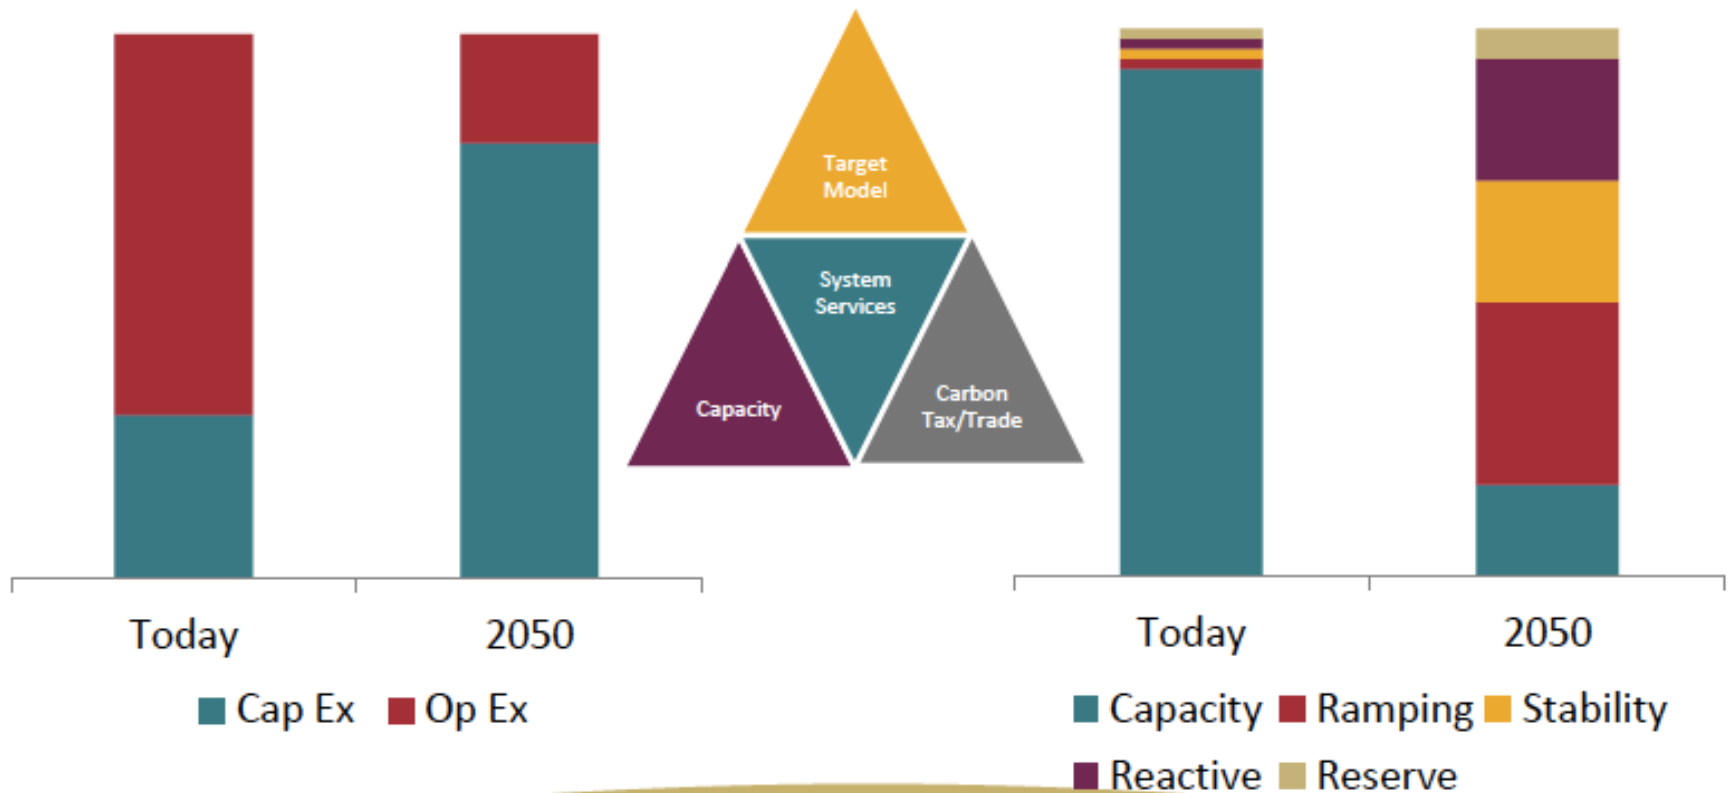 Target
Model
System
Services
Capacity
Carbon
Tax/Trade
Today
2050
Cap Ex
Op Ex
Today
2050
Capacity
Ramping
Stability
Reactive
Reserve